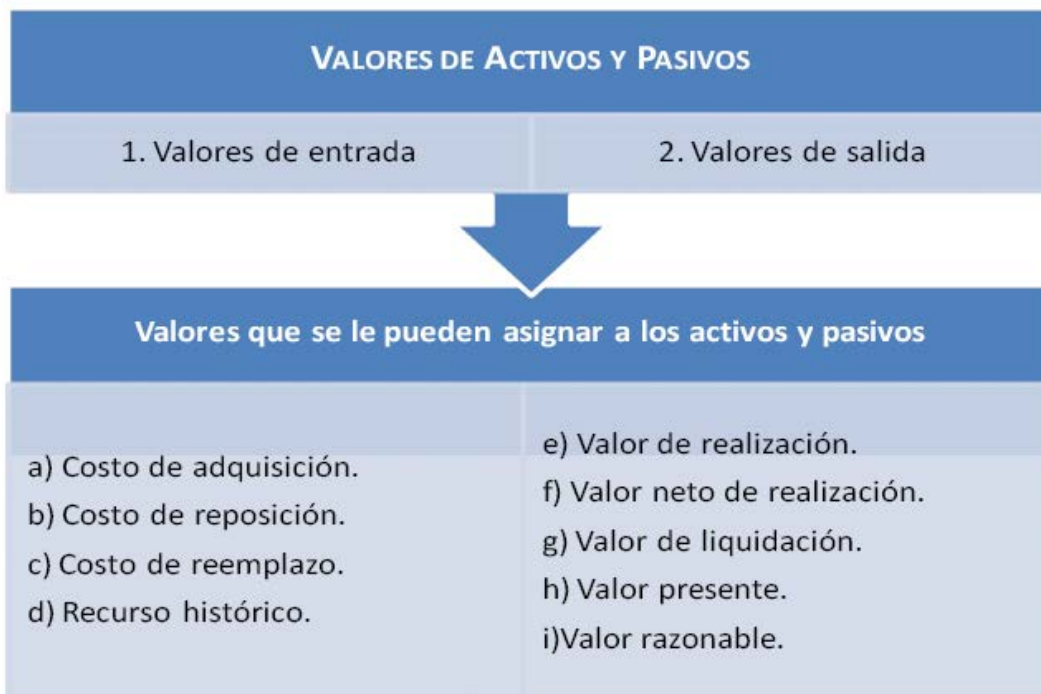 VALORES DE ACTIVOS Y PASIVOS
1. Valores de entrada
2. Valores de salida
Valores que se le pueden asignar a los activos y pasivos
a) Costo de adquisición.
b) Costo de reposición.
c) Costo de reemplazo.
d) Recurso histórico.
e) Valor de realización.
f) Valor neto de realización.
g) Valor de liquidación.
h) Valor presente.
i)Valor razonable.